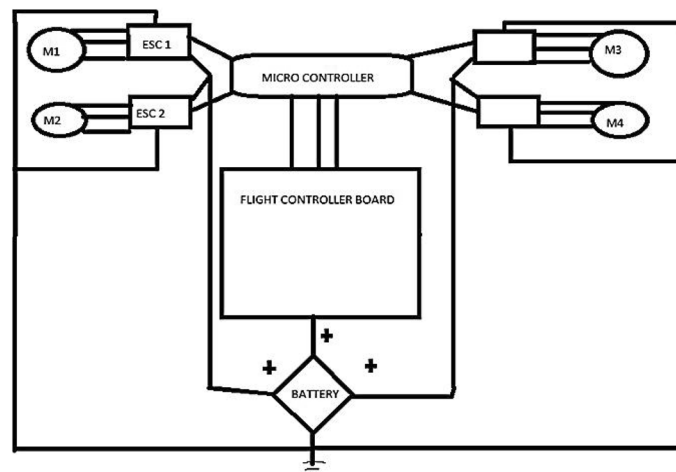 M1
ESC 1
M3
MICRO CONTROLLER
M2
ESC 2
M4
FLIGHT CONTROLLER BOARD
+
+
+
BATTERY